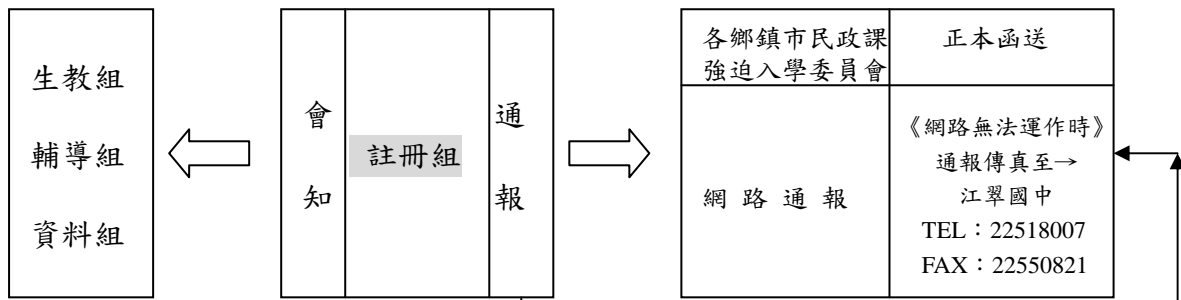 生教組
輔導組
資料組
會知
註冊組
通報
各鄉鎮市民政課
強迫入學委員會
正本函送
網路通報
《網路無法運作時》
通報傳真至→
江翠國中
TEL：22518007
FAX：22550821